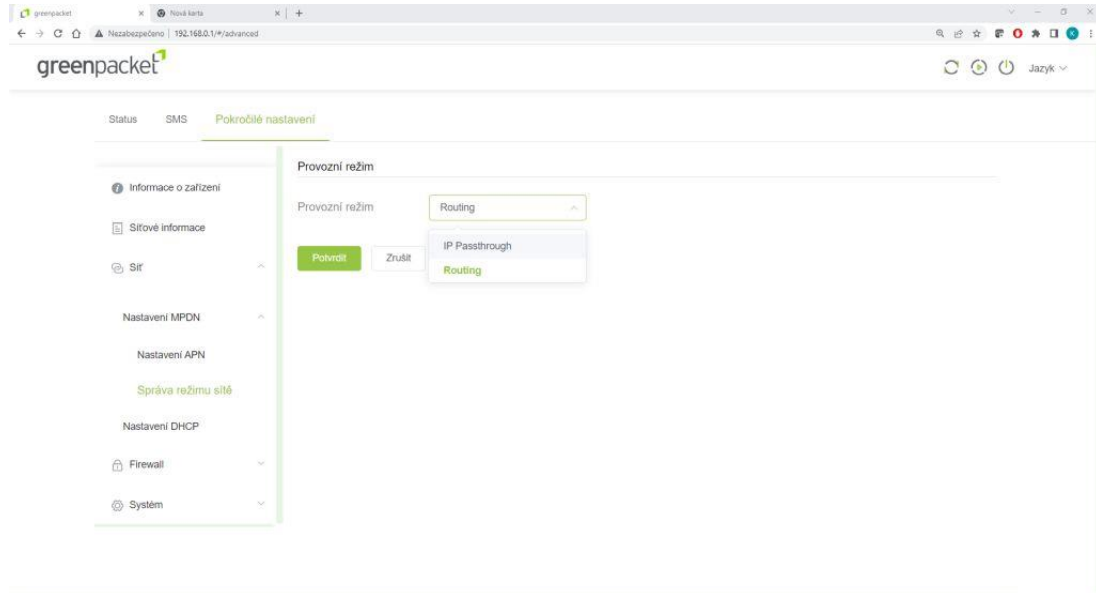 greenpacket
Nová karta
Nezabezpečeno | 192.168.0.1/#/advanced
greenpacket
Jazyk
Status SMS Pokročilé nastavení
Provozní režim
Informace o zařízení
Provozní režim Routing
Síťové informace
IP Passthrough
Potvrdit Zrušit
Síť
Routing
Nastavení MPDN
Nastavení APN
Správa režimu sítě
Nastavení DHCP
Firewall
Systém